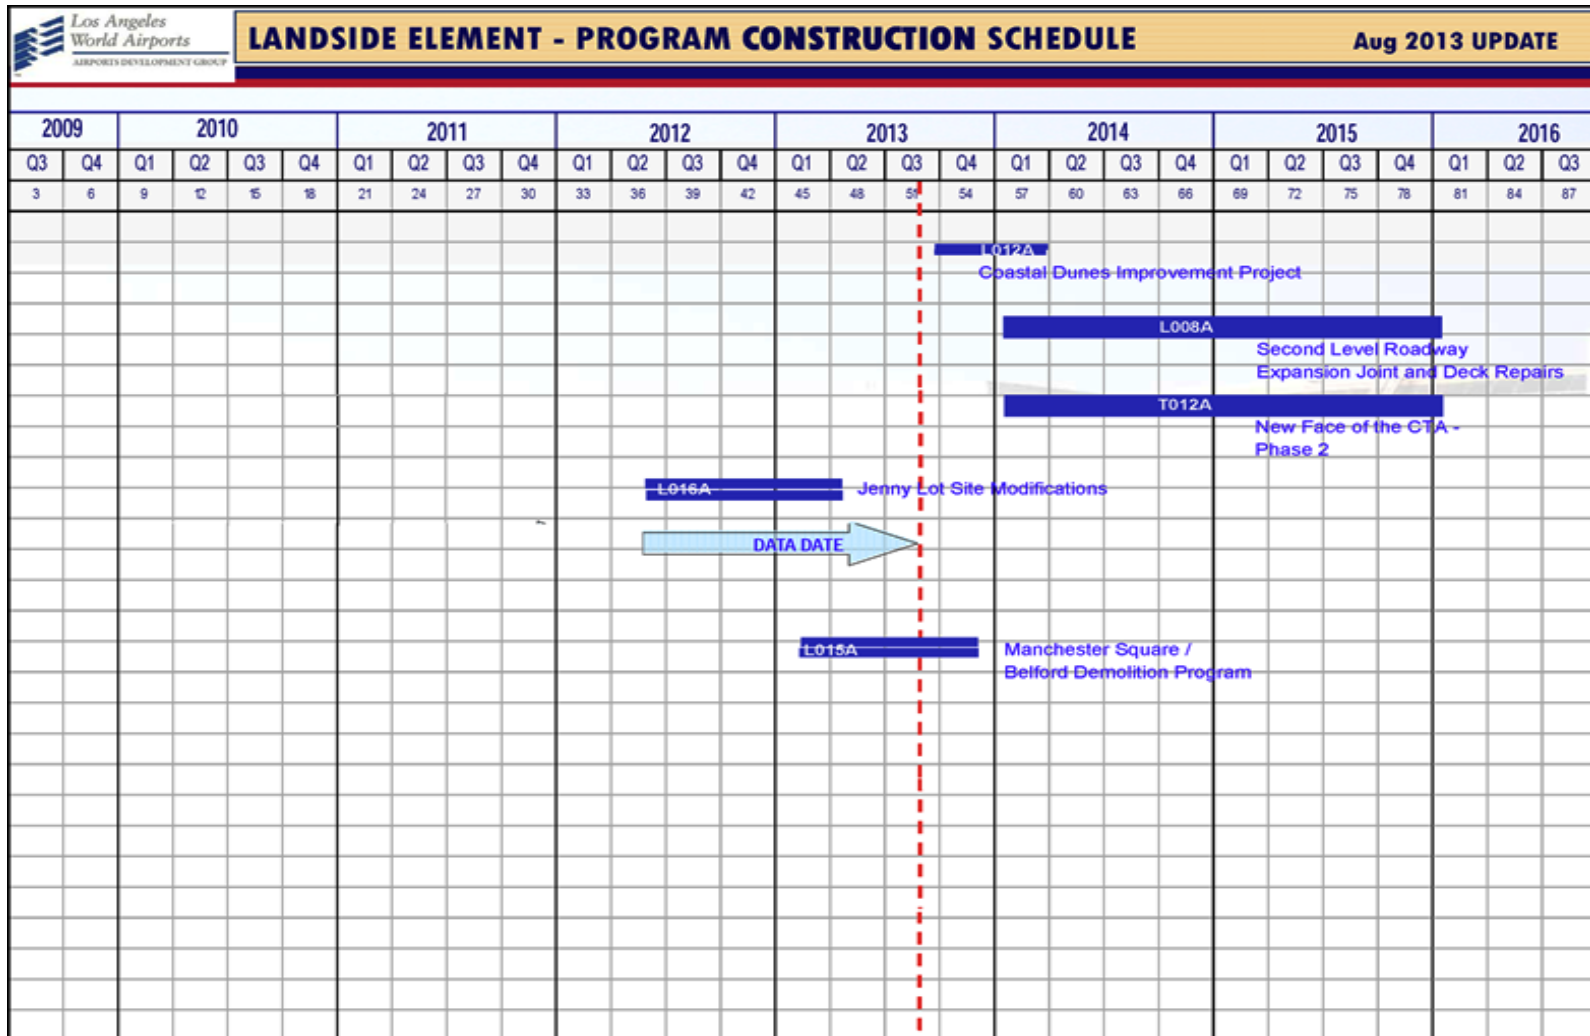 Los Angeles
World Airports
AIRPORTS DEVELOPMENT GROUP
LANDSIDE ELEMENT - PROGRAM CONSTRUCTION SCHEDULE
Aug 2013 UPDATE
2009 2010 2011 2012 2013 2014 2015 2016
Q3 Q4 Q1 Q2 Q3 Q4 Q1 Q2 Q3 Q4 Q1 Q2 Q3 Q4 Q1 Q2 Q3 Q4 Q1 Q2 Q3 Q4 Q1 Q2 Q3 Q4 Q1 Q2 Q3
3 6 9 12 15 18 21 24 27 30 33 36 39 42 45 48 51 54 57 60 63 66 69 72 75 78 81 84 87
L012A
Coastal Dunes Improvement Project
L008A
Second Level Roadway
Expansion Joint and Deck Repairs
T012A
New Face of the CTA -
Phase 2
L016A Jenny Lot Site Modifications
DATA DATE
L015A Manchester Square /
Belford Demolition Program